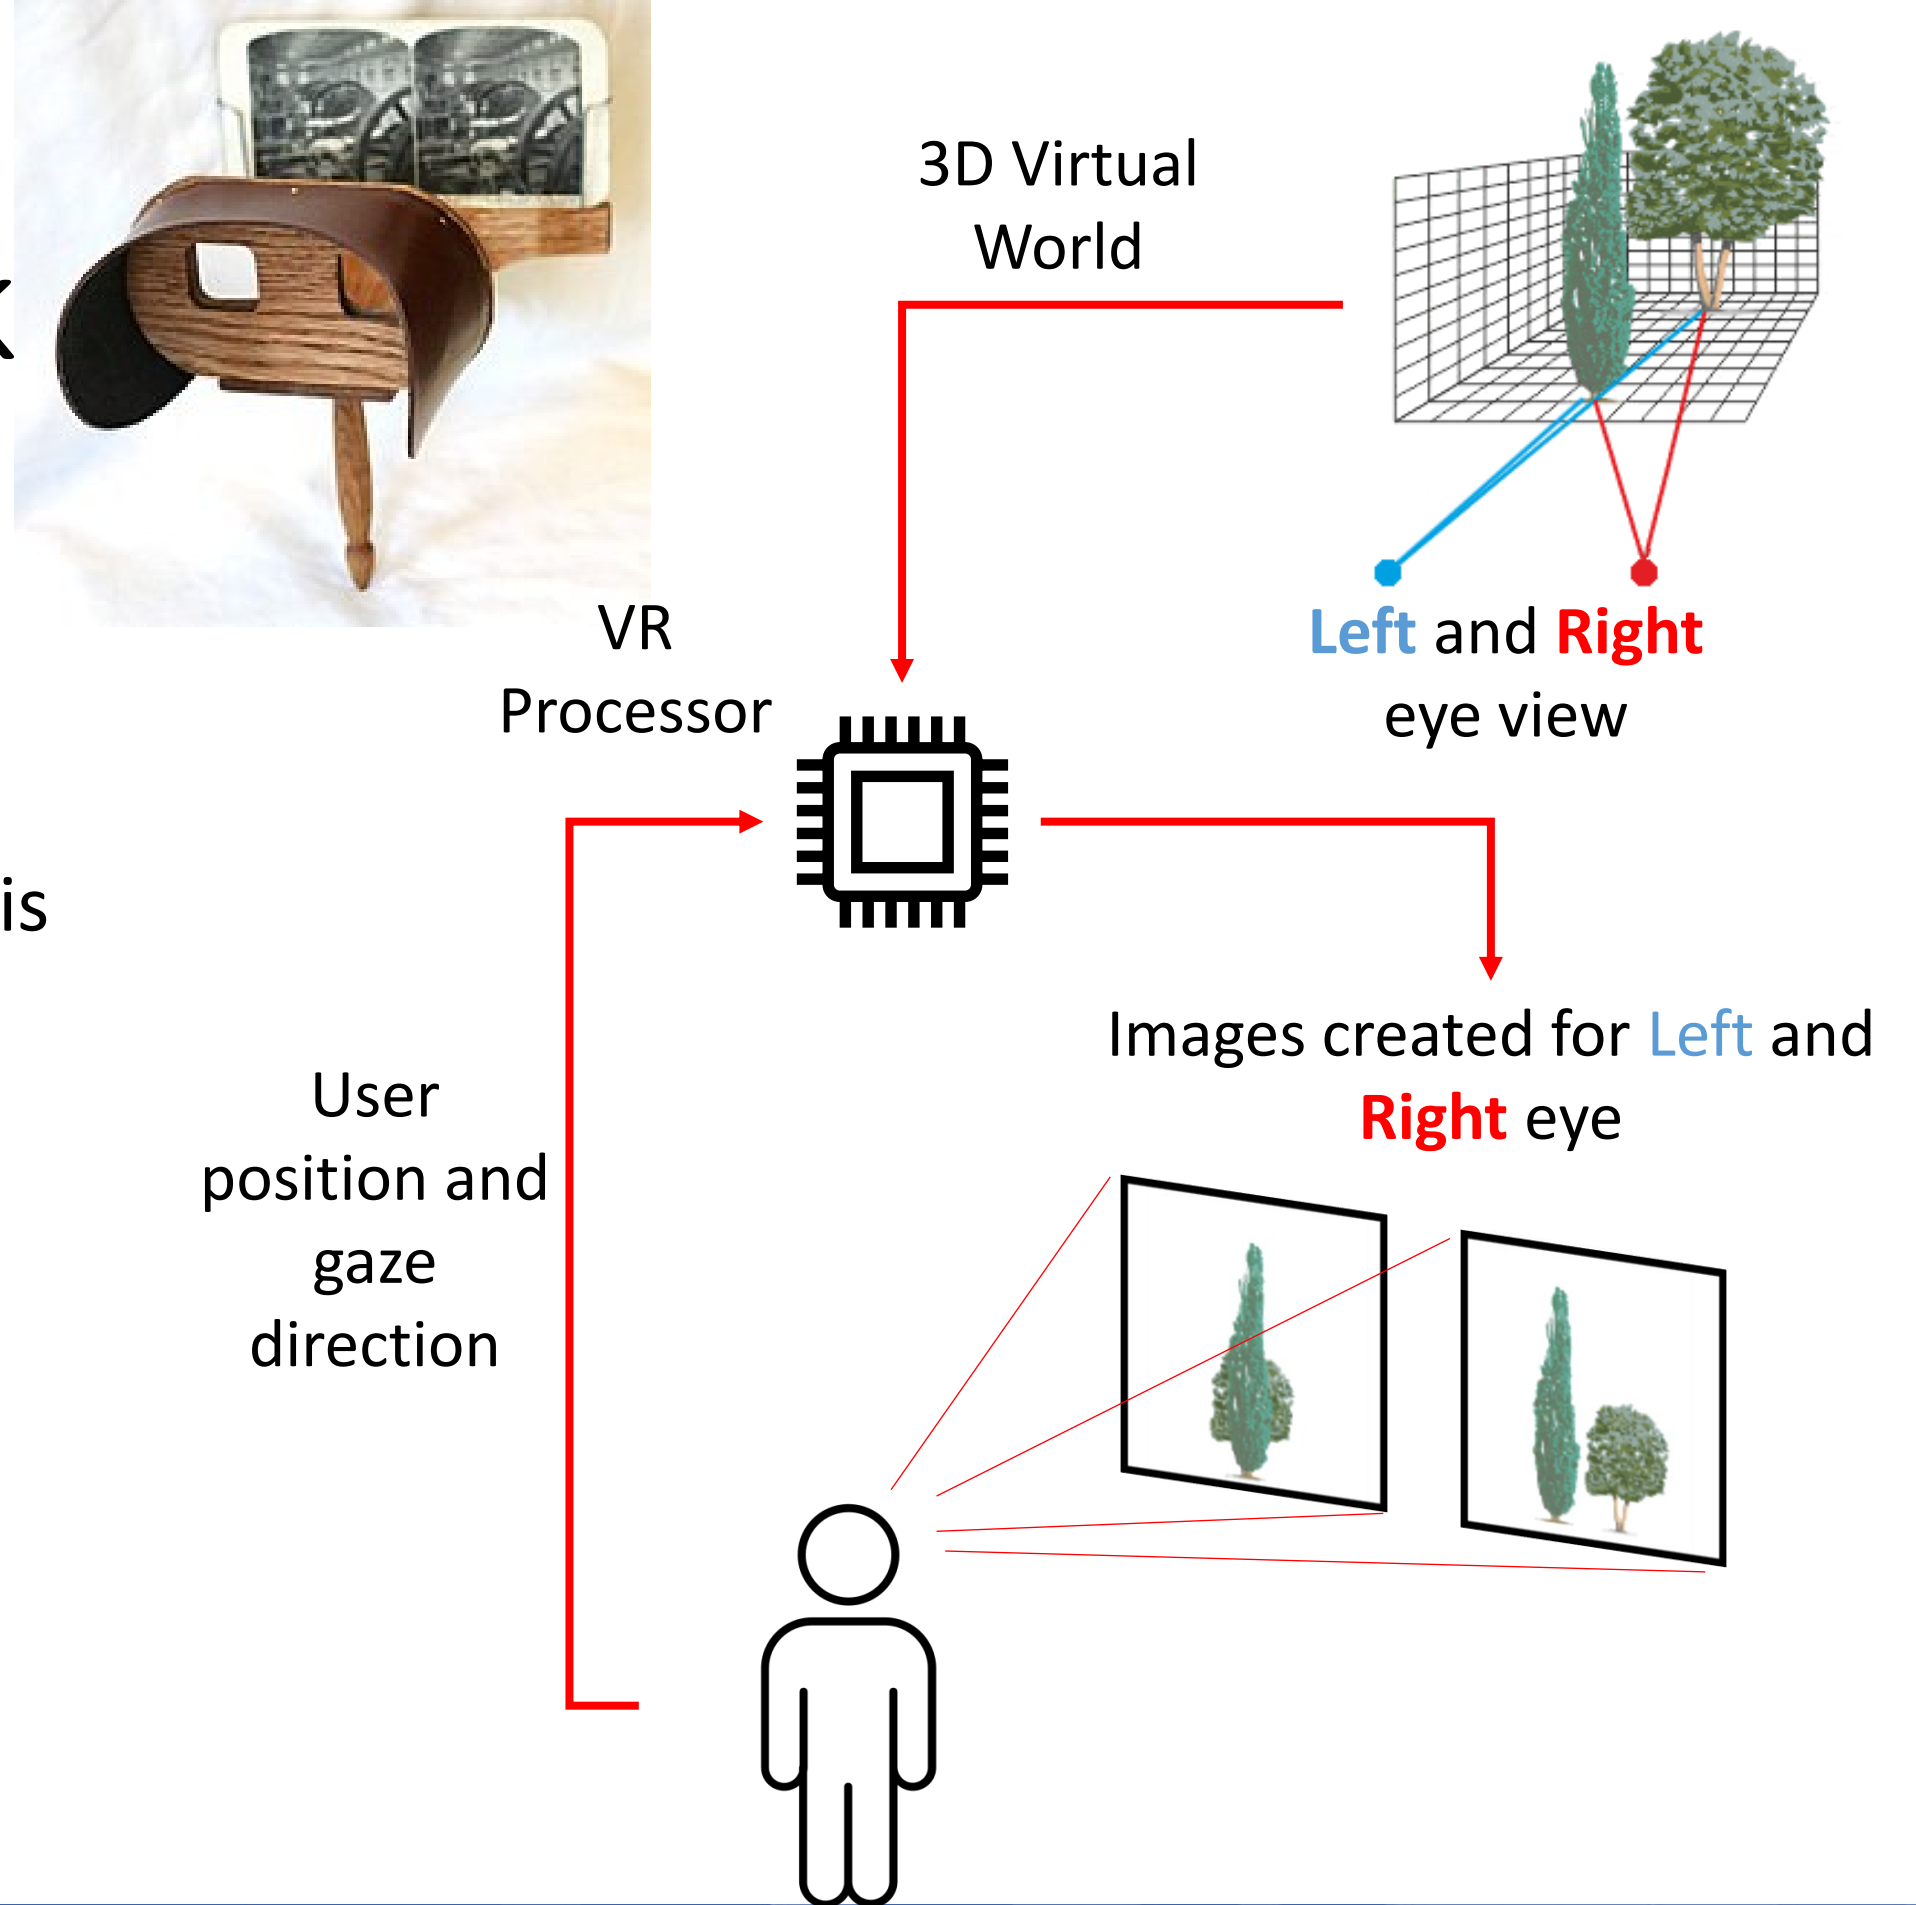 3D Virtual
World
VR
Processor
Left and Right
eye view
is
Images created for Left and
Right eye
User
position and
gaze
direction